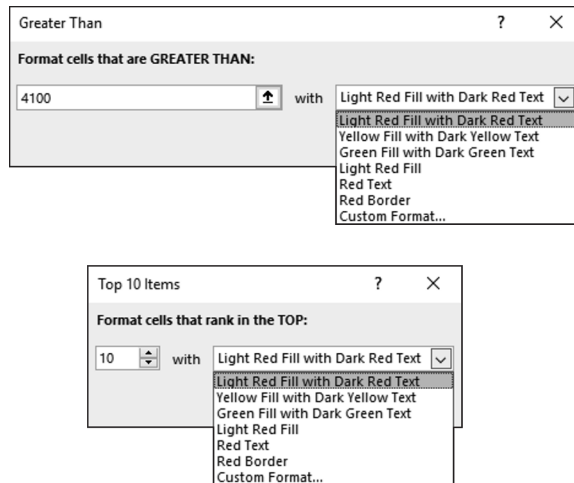 Greater Than ? ×
Format cells that are GREATER THAN:
4100 with Light Red Fill with Dark Red Text
Light Red Fill with Dark Red Text
Yellow Fill with Dark Yellow Text
Green Fill with Dark Green Text
Light Red Fill
Red Text
Red Border
Custom Format...
Top 10 Items ? ×
Format cells that rank in the TOP:
10 with Light Red Fill with Dark Red Text
Light Red Fill with Dark Red Text
Yellow Fill with Dark Yellow Text
Green Fill with Dark Green Text
Light Red Fill
Red Text
Red Border
Custom Format...